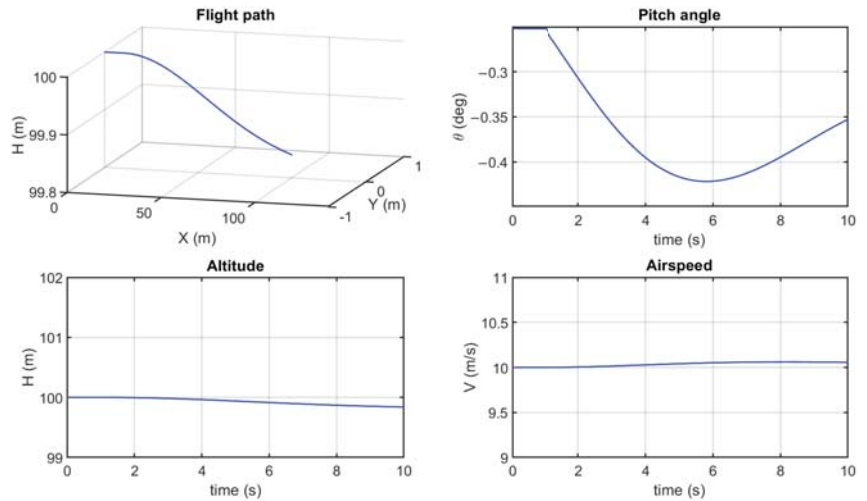 Flight path
100
99.9
99.8
H (m)
0
50
100
X (m)
-1
0
1
Y (m)
Pitch angle
−0.3
−0.35
−0.4
θ (deg)
0 2 4 6 8 10
time (s)
Altitude
102
101
100
99
H (m)
0 2 4 6 8 10
time (s)
Airspeed
11
10.5
10
9.5
9
V (m/s)
0 2 4 6 8 10
time (s)